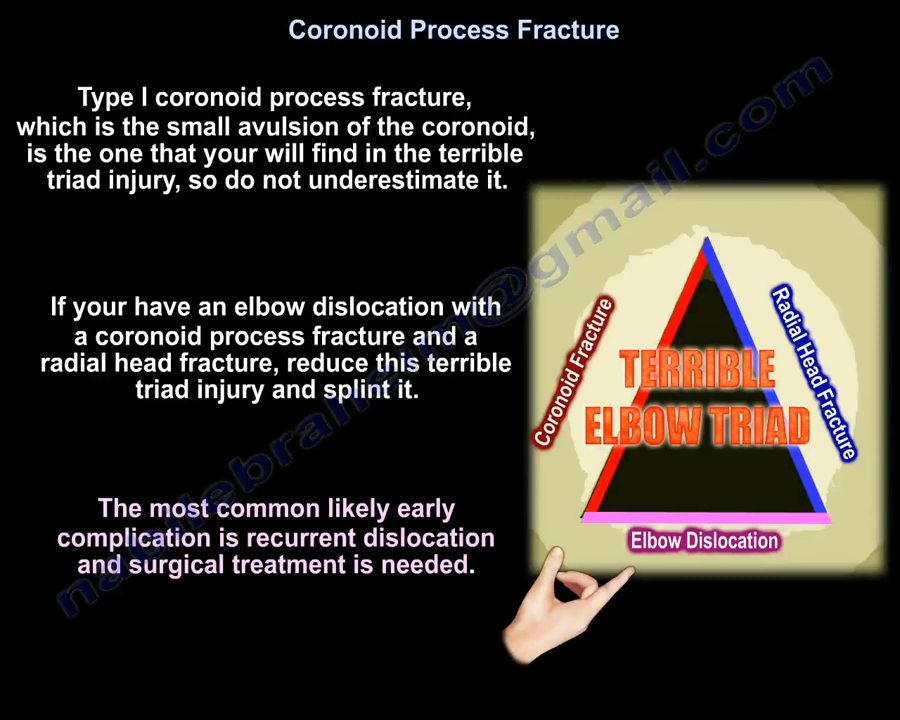 Coronoid Process Fracture
Type I coronoid process fracture,
which is the small avulsion of the coronoid,
is the one that your will find in the terrible
triad injury, so do not underestimate it.
If your have an elbow dislocation with
a coronoid process fracture and a
radial head fracture, reduce this terrible
triad injury and splint it.
The most common likely early
complication is recurrent dislocation
and surgical treatment is needed.
Coronoid Fracture
Radial Head Fracture
TERRIBLE
ELBOW TRIAD
Elbow Dislocation
nabilebraheim@gmail.com